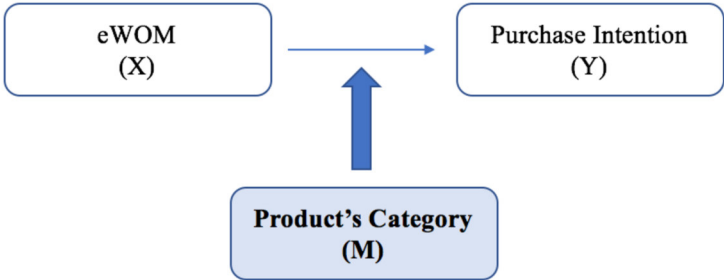 eWOM
(X)
Purchase Intention
(Y)
Product's Category
(M)